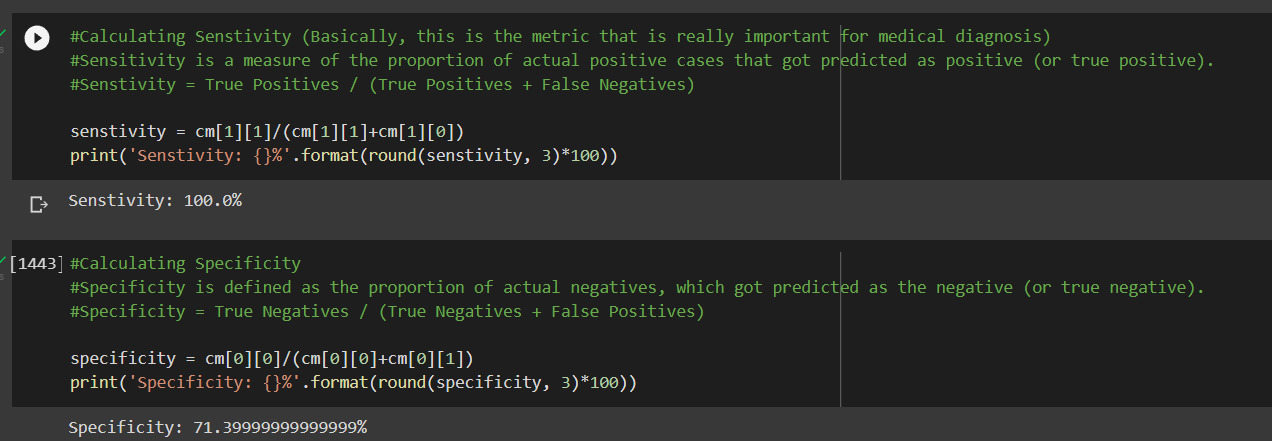 #Calculating Senstivity (Basically, this is the metric that is really important for medical diagnosis)
#Sensitivity is a measure of the proportion of actual positive cases that got predicted as positive (or true positive).
#Senstivity = True Positives / (True Positives + False Negatives)
senstivity = cm[1][1]/(cm[1][1]+cm[1][0])
print('Senstivity: {}%'.format(round(senstivity, 3)*100))
Senstivity: 100.0%
[1443] #Calculating Specificity
#Specificity is defined as the proportion of actual negatives, which got predicted as the negative (or true negative).
#Specificity = True Negatives / (True Negatives + False Positives)
specificity = cm[0][0]/(cm[0][0]+cm[0][1])
print('Specificity: {}%'.format(round(specificity, 3)*100))
Specificity: 71.39999999999999%